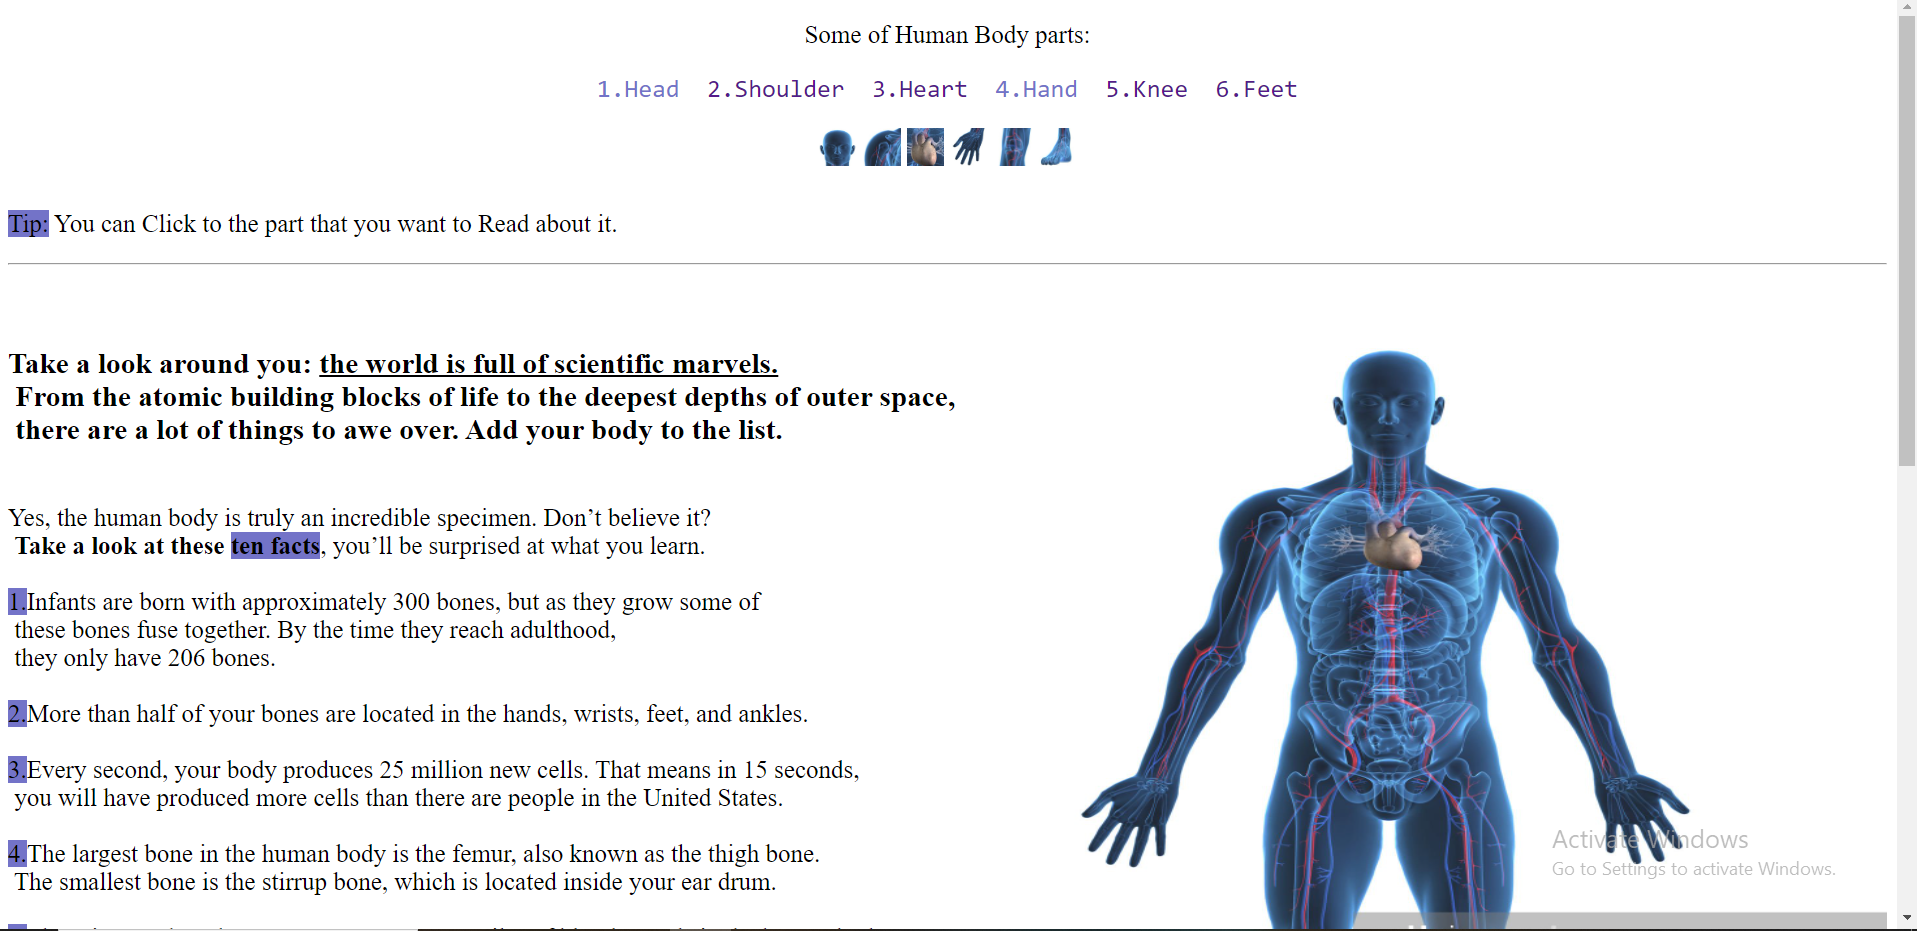 Some of Human Body parts:
1.Head 2.Shoulder 3.Heart 4.Hand 5.Knee 6.Feet
Tip: You can Click to the part that you want to Read about it.
Take a look around you: the world is full of scientific marvels.
From the atomic building blocks of life to the deepest depths of outer space,
there are a lot of things to awe over. Add your body to the list.
Yes, the human body is truly an incredible specimen. Don’t believe it?
Take a look at these ten facts, you’ll be surprised at what you learn.
1.Infants are born with approximately 300 bones, but as they grow some of
these bones fuse together. By the time they reach adulthood,
they only have 206 bones.
2.More than half of your bones are located in the hands, wrists, feet, and ankles.
3.Every second, your body produces 25 million new cells. That means in 15 seconds,
you will have produced more cells than there are people in the United States.
4.The largest bone in the human body is the femur, also known as the thigh bone.
The smallest bone is the stirrup bone, which is located inside your ear drum.
Activate Windows
Go to Settings to activate Windows.